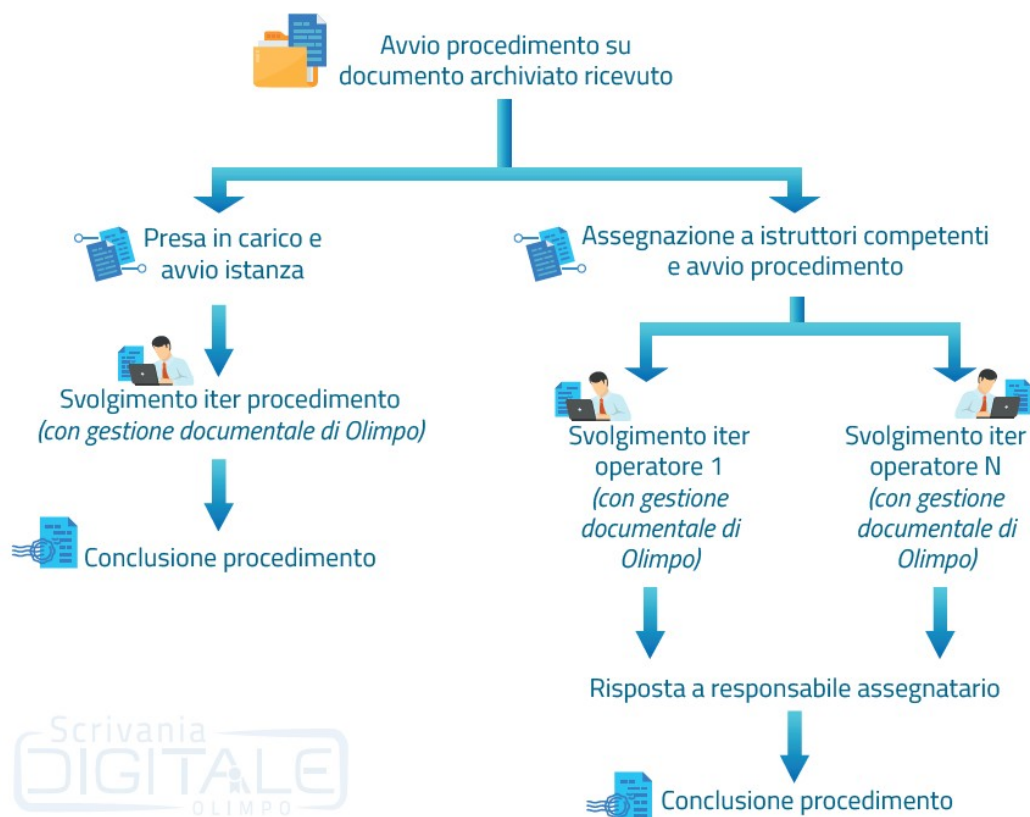 Avvio procedimento su
documento archiviato ricevuto
Presa in carico e
avvio istanza
Svolgimento iter procedimento
(con gestione documentale di Olimpo)
Conclusione procedimento
Assegnazione a istruttori competenti
e avvio procedimento
Svolgimento iter
operatore 1
(con gestione
documentale di
Olimpo)
Svolgimento iter
operatore N
(con gestione
documentale di
Olimpo)
Risposta a responsabile assegnatario
Conclusione procedimento
Scrivania
DIGITALE
OLIMPO